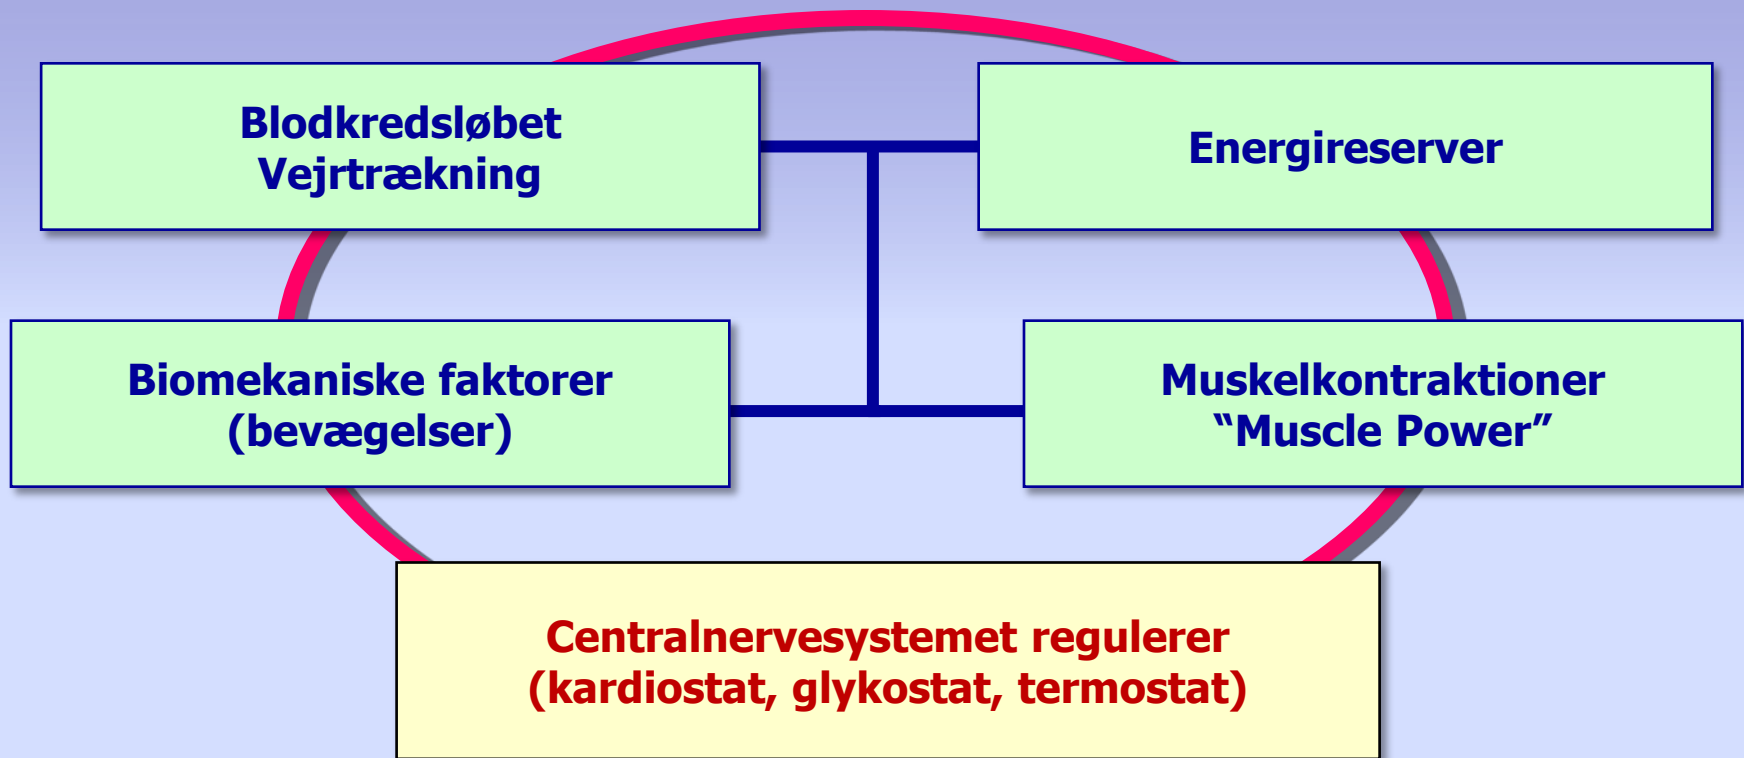 Blodkredsløbet
Vejrtrækning
Energireserver
Biomekaniske faktorer
(bevægelser)
Muskelkontraktioner
“Muscle Power”
Centralnervesystemet regulerer
(kardiostat, glykostat, termostat)